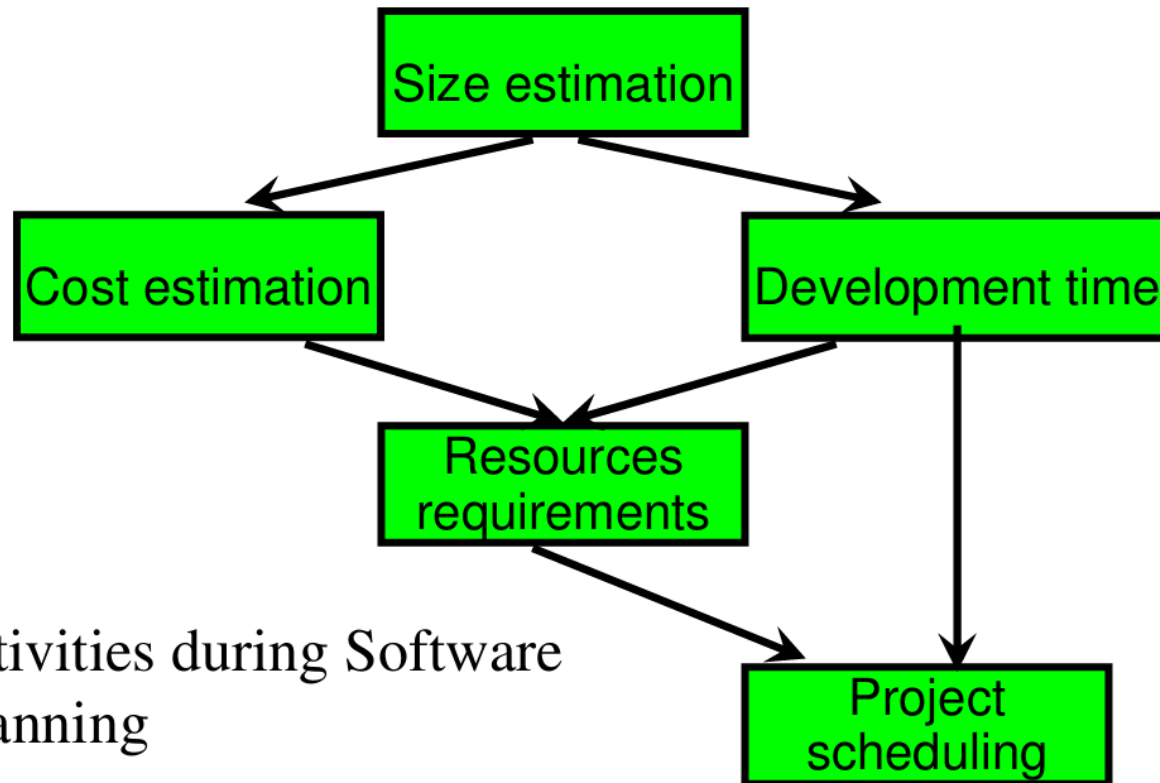 Size estimation
Cost estimation
Development time
Resources
requirements
tivities during Software
anning
Project
scheduling